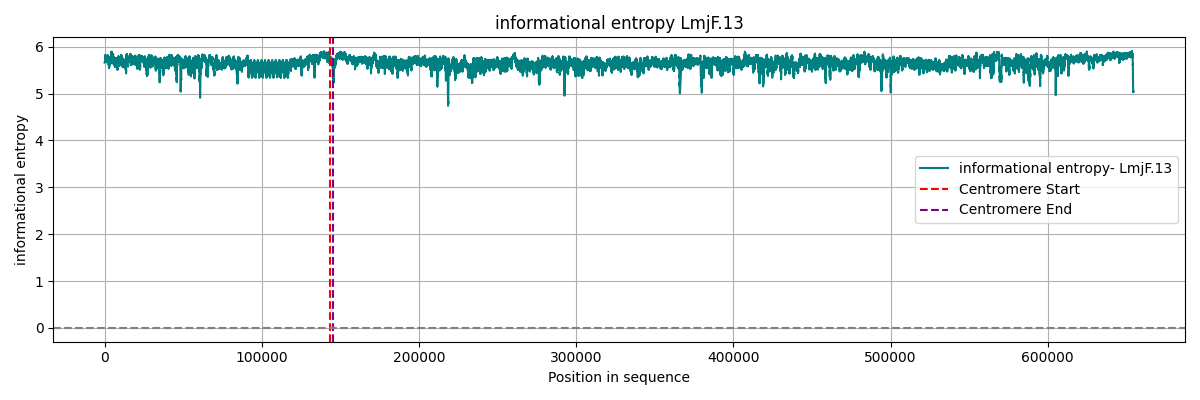 informational entropy LmjF.13
informational entropy
6
5
4
3
2
1
0
informational entropy- LmjF.13
Centromere Start
Centromere End
0 100000 200000 300000 400000 500000 600000
Position in sequence